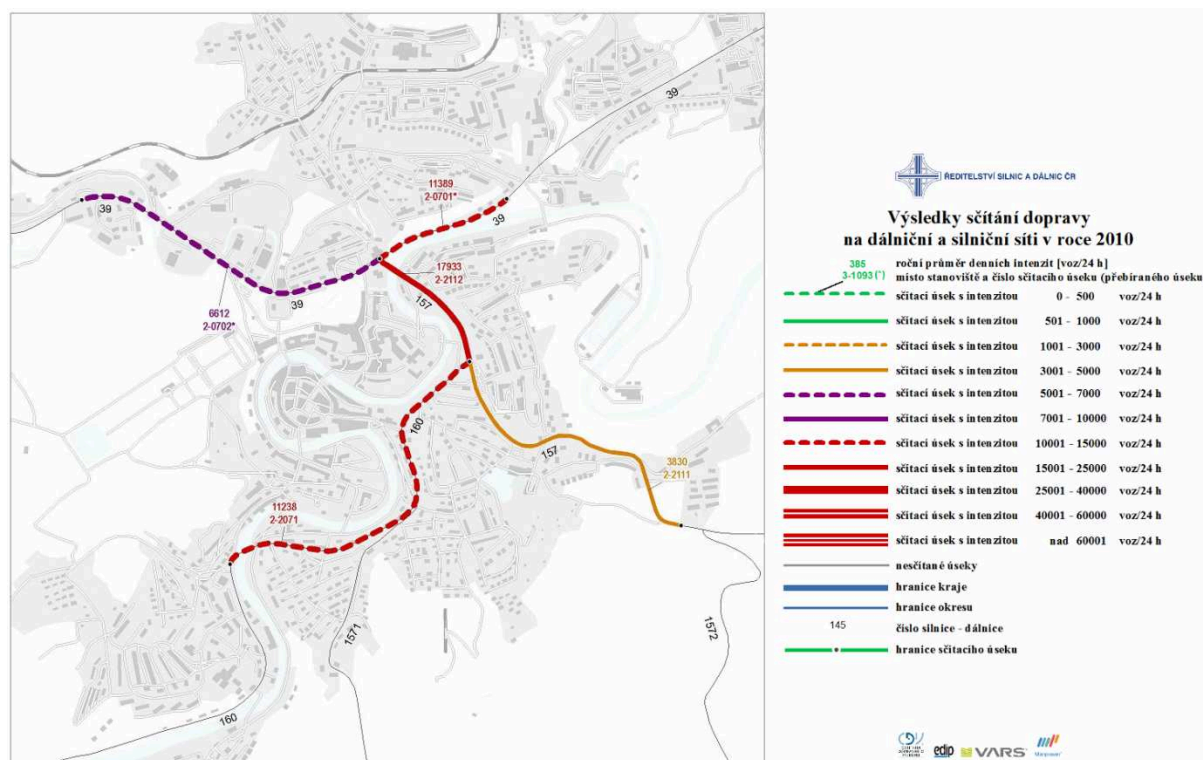 39
39
11389
2-0701*
39
17933
2-2112
157
39
6612
2-0702*
160
157
3830
2-2111
11238
2-2071
1571
1572
160
ŘEDITELSTVÍ SILNIC A DÁLNIC ČR
Výsledky sčítání dopravy
na dálniční a silniční síti v roce 2010
385 roční průměr denních intenzit [voz/24 h]
3-1093 (*) místo stanoviště a číslo sčítacího úseku (přebíraného úseku
sčítací úsek s intenzitou 0 - 500 voz/24 h
sčítací úsek s intenzitou 501 - 1000 voz/24 h
sčítací úsek s intenzitou 1001 - 3000 voz/24 h
sčítací úsek s intenzitou 3001 - 5000 voz/24 h
sčítací úsek s intenzitou 5001 - 7000 voz/24 h
sčítací úsek s intenzitou 7001 - 10000 voz/24 h
sčítací úsek s intenzitou 10001 - 15000 voz/24 h
sčítací úsek s intenzitou 15001 - 25000 voz/24 h
sčítací úsek s intenzitou 25001 - 40000 voz/24 h
sčítací úsek s intenzitou 40001 - 60000 voz/24 h
sčítací úsek s intenzitou nad 60001 voz/24 h
nesčítané úseky
hranice kraje
hranice okresu
145 číslo silnice - dálnice
hranice sčítacího úseku
edip VARS